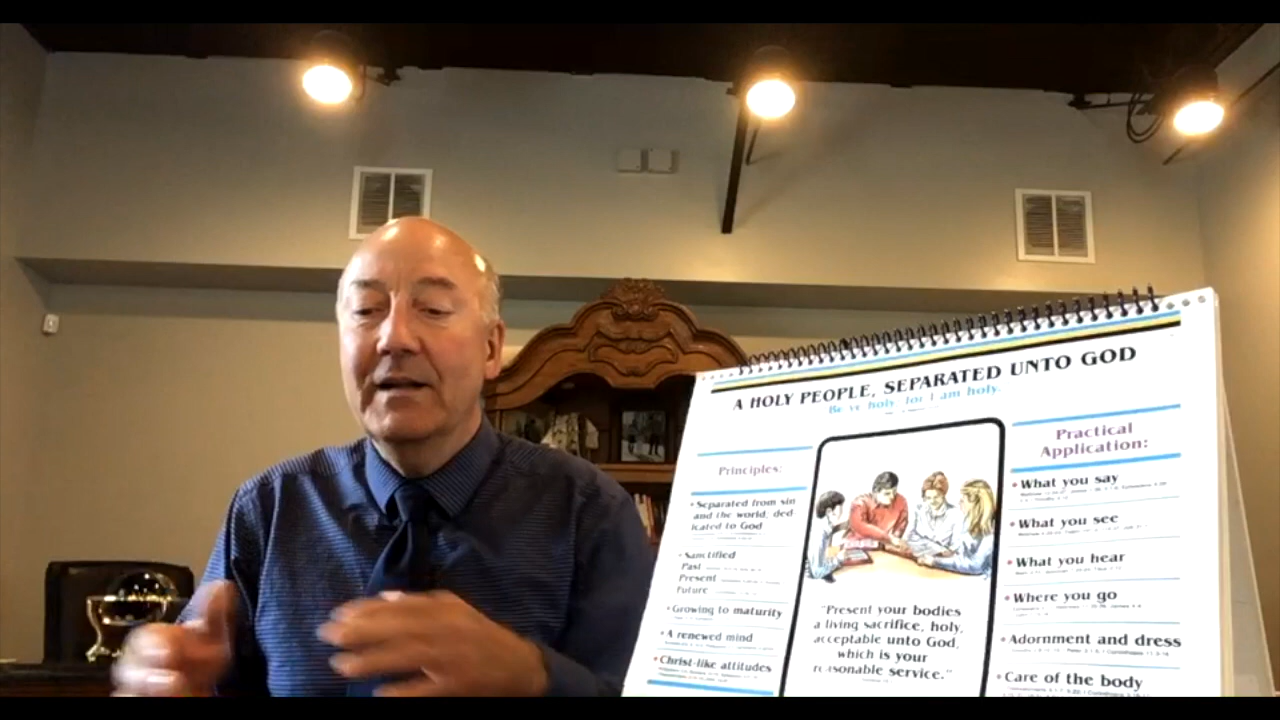 A HOLY PEOPLE, SEPARATED UNTO GOD
Be ye holy, for I am holy.
Principles:
• Separated from sin
and the world, ded
icated to God
• Sanctified
Past
Present
Future
• Growing to maturity
• A renewed mind
• Christ-like attitudes
"Present your bodies
a living sacrifice, holy,
acceptable unto God,
which is your
reasonable service."
Practical
Application:
• What you say
• What you see
• What you hear
• Where you go
• Adornment and dress
• Care of the body